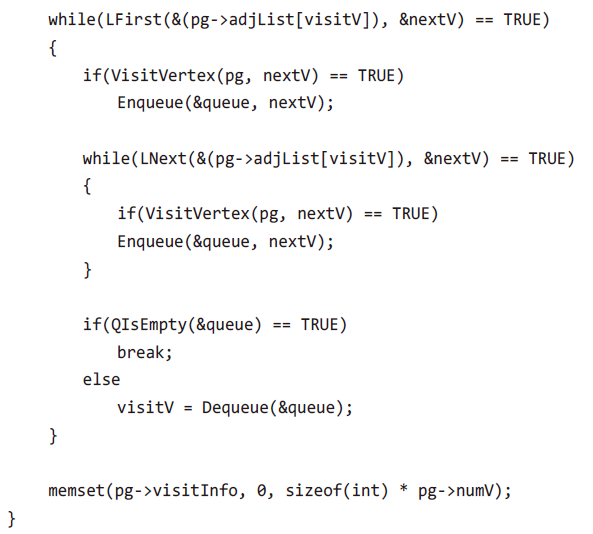 while(LFirst(&(pg->adjList[visitV]), &nextV) == TRUE)
{
if(VisitVertex(pg, nextV) == TRUE)
Enqueue(&queue, nextV);
while(LNext(&(pg->adjList[visitV]), &nextV) == TRUE)
{
if(VisitVertex(pg, nextV) == TRUE)
Enqueue(&queue, nextV);
}
if(QIsEmpty(&queue) == TRUE)
break;
else
visitV = Dequeue(&queue);
}
memset(pg->visitInfo, 0, sizeof(int) * pg->numV);
}